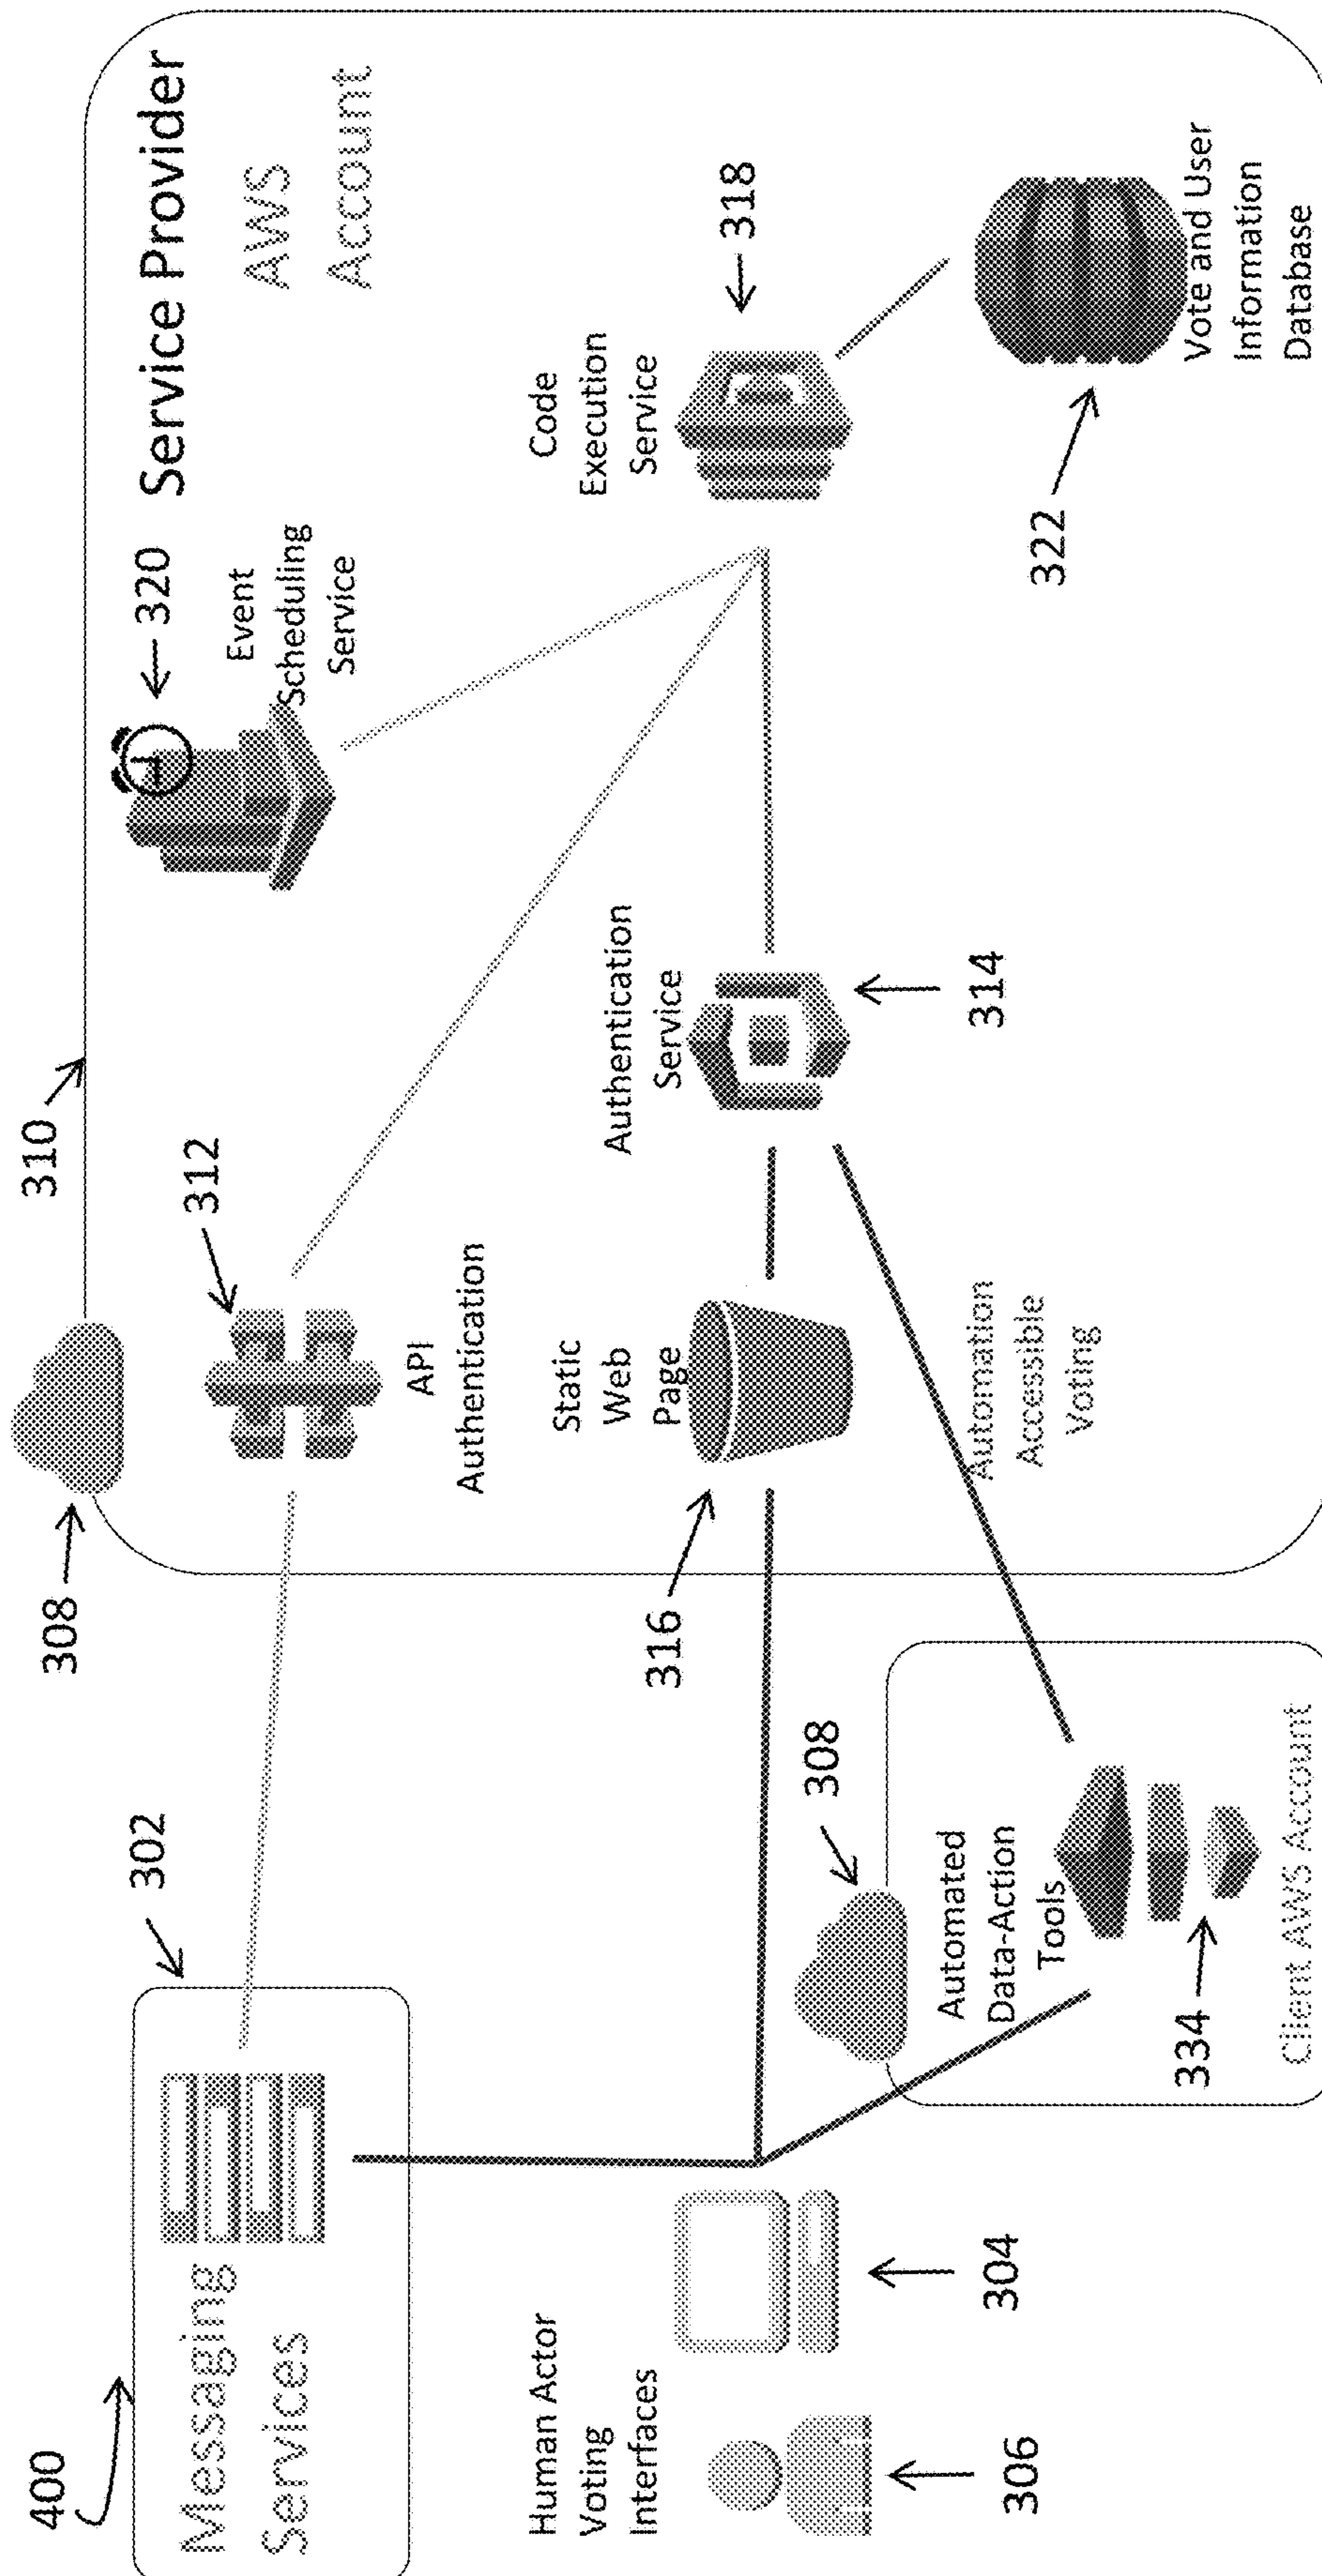 400
Messaging
Services
302
308
310
312
API
Authentication
320
Service Provider
AWS
Account
Event
Scheduling
Service
Human Actor
Voting
Interfaces
306
304
316
Static
Web
Page
Authentication
Service
314
Code
Execution
Service
318
308
Automated
Data-Action
Tools
334
Client AWS Account
Automation
Accessible
Voting
322
Vote and User
Information
Database